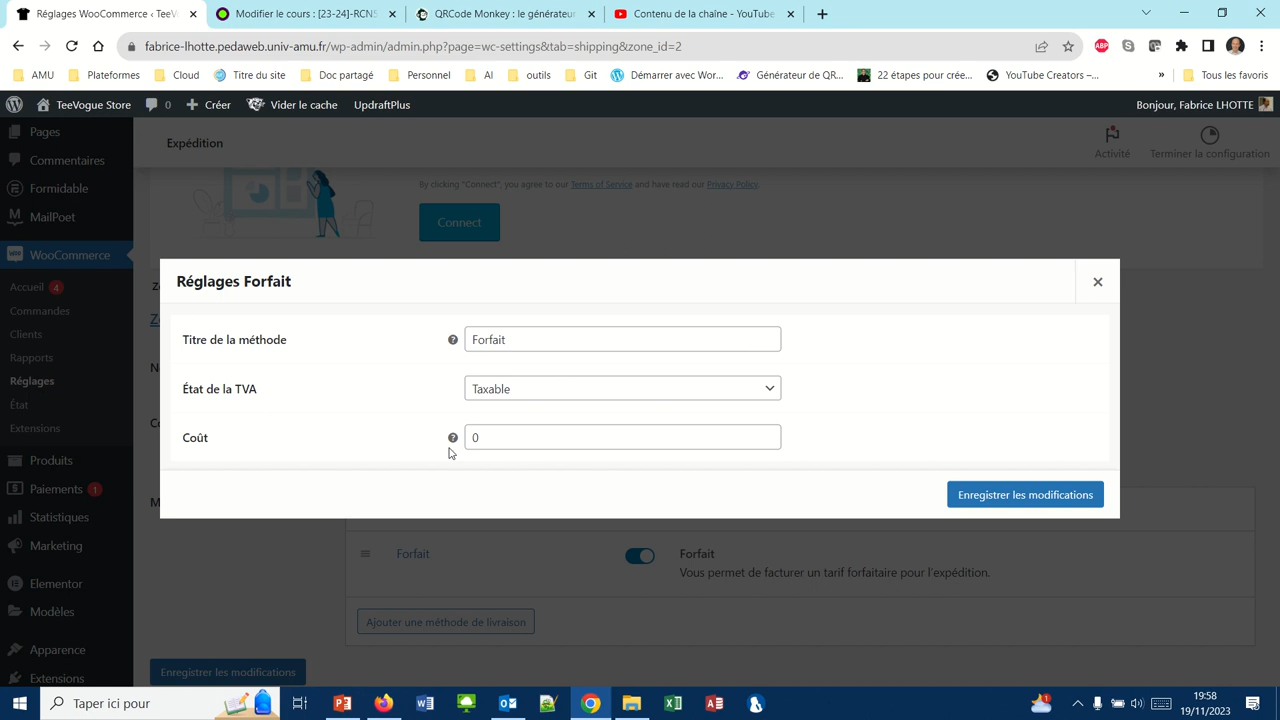 Réglages WooCommerce ‹ TeeV
Modifier le cours : [23-24]-RCNS
QRCode Monkey : le générateur
Contenu de la chaîne - YouTube
fabrice-lhotte.pedaweb.univ-amu.fr/wp-admin/admin.php?page=wc-settings&tab=shipping&zone_id=2
AMU
Plateformes
Cloud
Titre du site
Doc partagé
Personnel
AI
outils
Git
Démarrer avec Wor...
Générateur de QR...
22 étapes pour crée...
YouTube Creators –...
»
Tous les favoris
TeeVogue Store
0
Créer
Vider le cache
UpdraftPlus
Bonjour, Fabrice LHOTTE
Pages
Commentaires
Formidable
MailPoet
WooCommerce
Accueil 4
Commandes
Clients
Rapports
Réglages
État
Extensions
Produits
Paiements 1
Statistiques
Marketing
Elementor
Modèles
Apparence
Extensions
Expédition
Activité
Terminer la configuration
By clicking "Connect", you agree to our Terms of Service and have read our Privacy Policy.
Connect
Réglages Forfait
Titre de la méthode
Forfait
État de la TVA
Taxable
Coût
0
Enregistrer les modifications
Forfait
Forfait
Vous permet de facturer un tarif forfaitaire pour l'expédition.
Ajouter une méthode de livraison
Enregistrer les modifications
Taper ici pour
1
19:58
19/11/2023